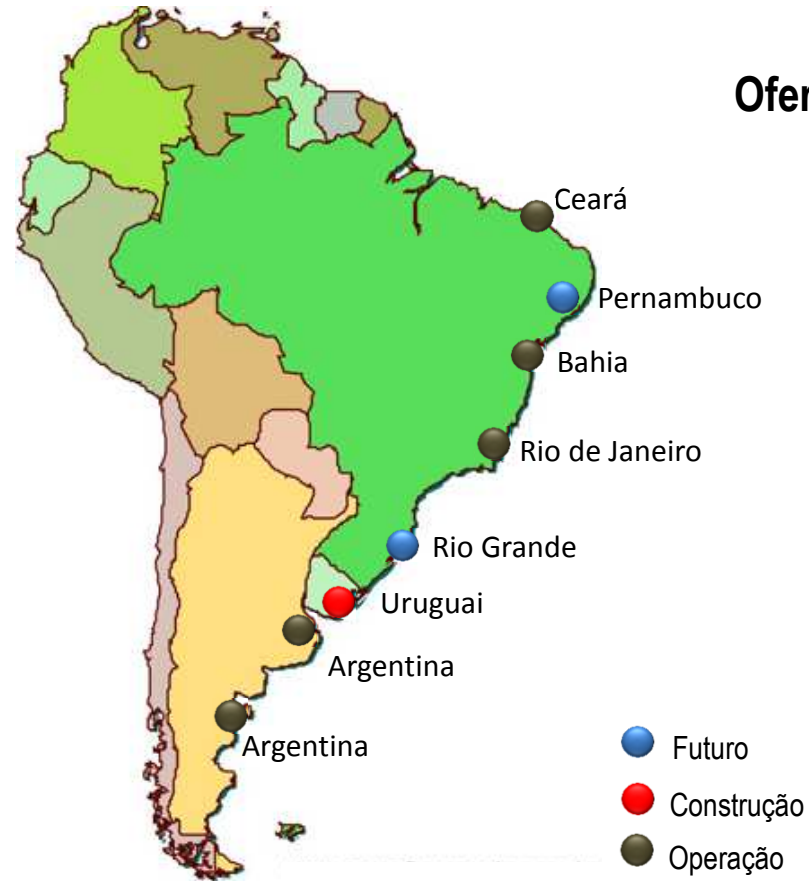 Ofer
Ceará
Pernambuco
Bahia
Rio de Janeiro
Rio Grande
Uruguai
Argentina
Argentina
Futuro
Construção
Operação